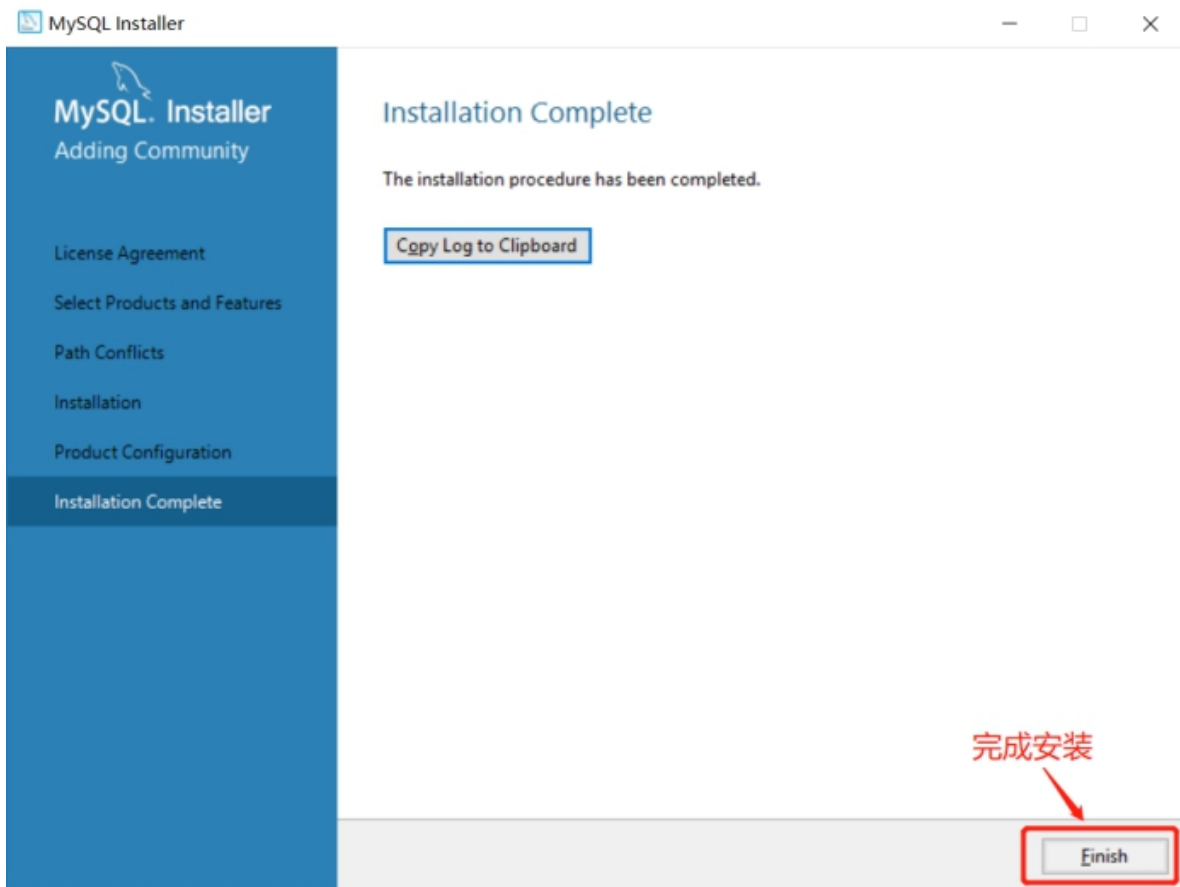 MySQL Installer
MySQL. Installer
Adding Community
License Agreement
Select Products and Features
Path Conflicts
Installation
Product Configuration
Installation Complete
Installation Complete
The installation procedure has been completed.
Copy Log to Clipboard
完成安装
Finish